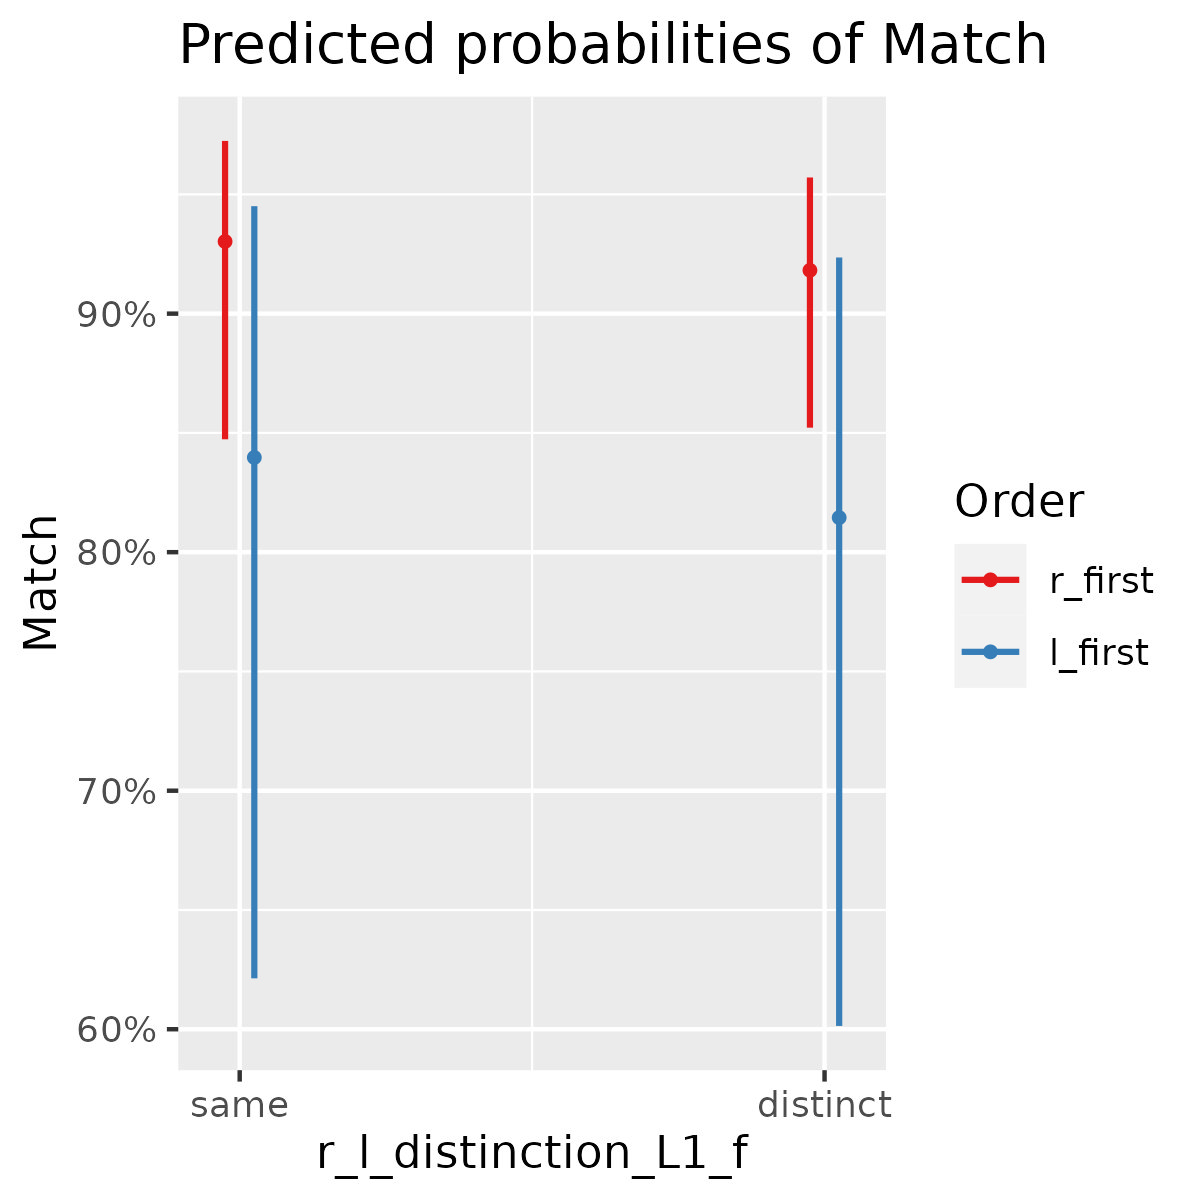 Predicted probabilities of Match
Match
90%
80%
70%
60%
same
distinct
r_l_distinction_L1_f
Order
r_first
l_first